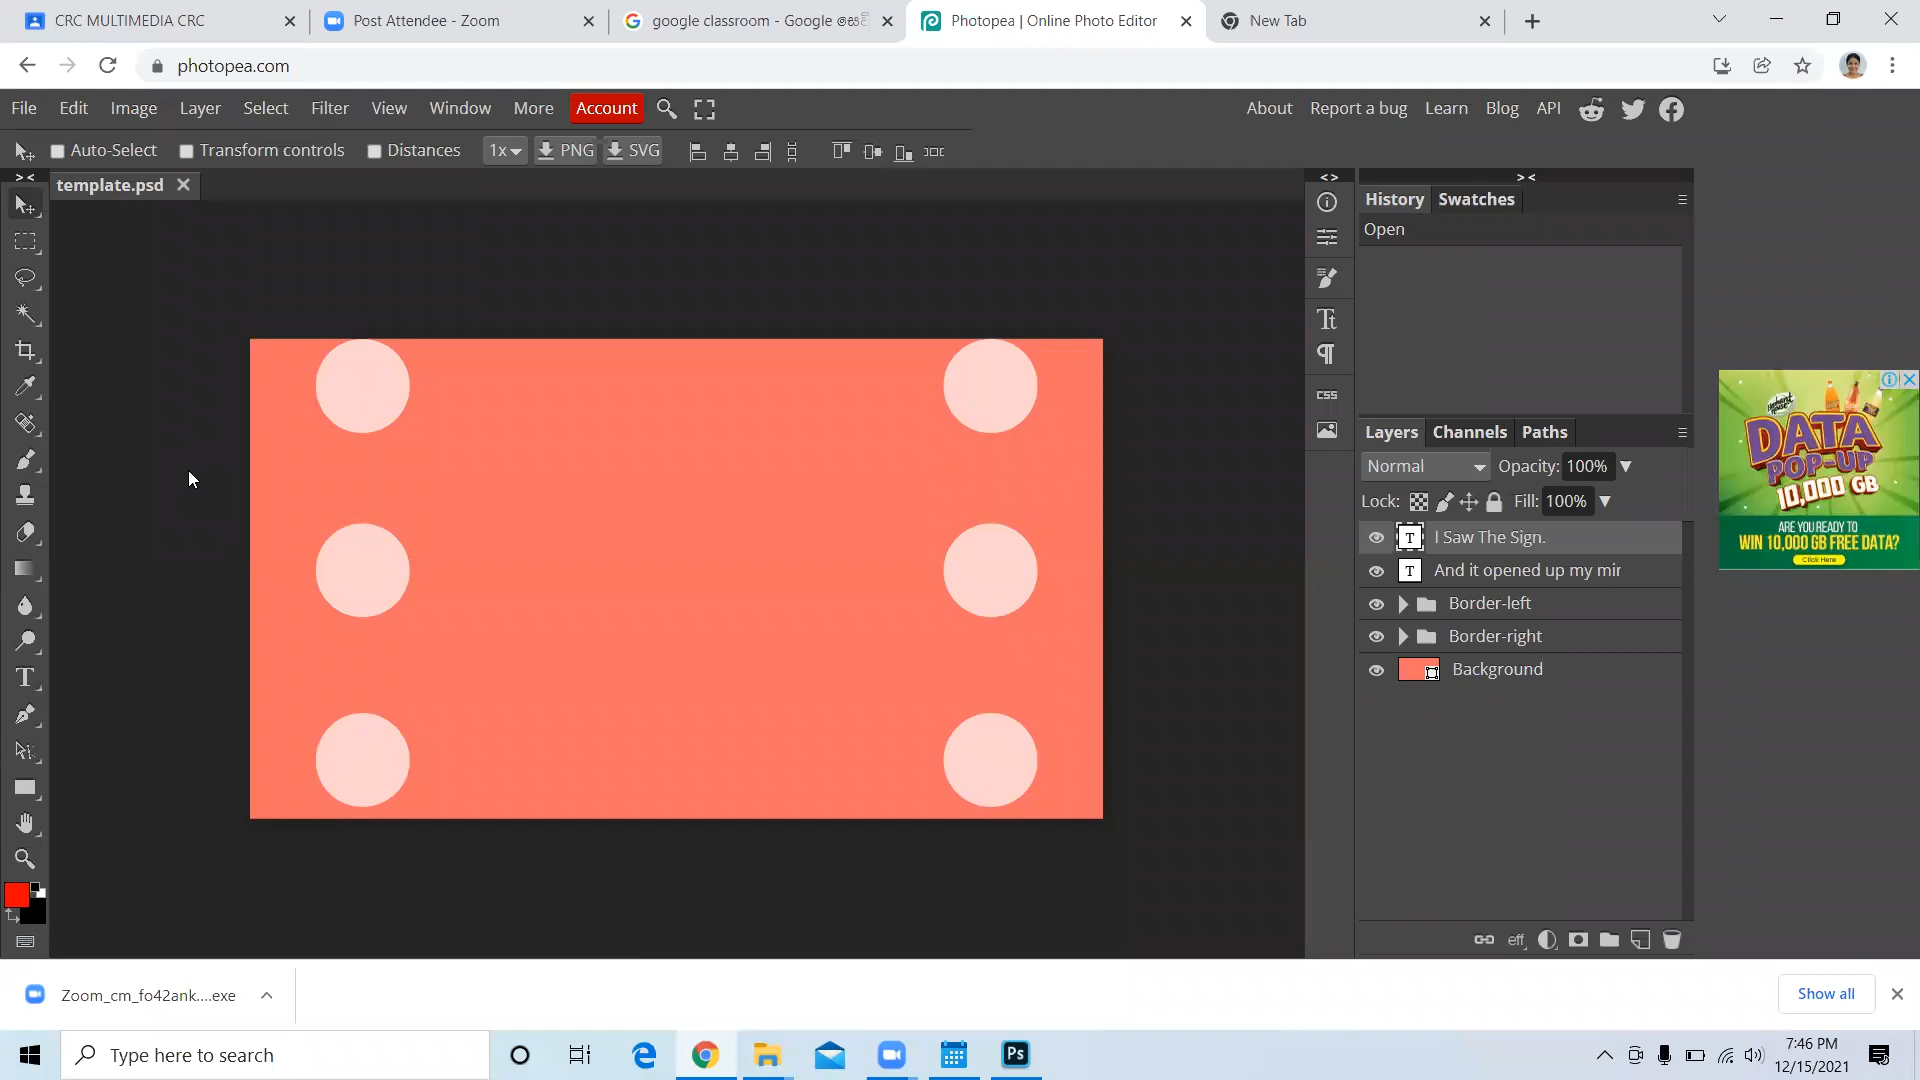 CRC MULTIMEDIA CRC
Post Attendee - Zoom
google classroom - Google
Photopea | Online Photo Editor
New Tab
photopea.com
File Edit Image Layer Select Filter View Window More Account
About Report a bug Learn Blog API
Auto-Select Transform controls Distances 1x PNG SVG
template.psd
History Swatches
Open
CSS
Layers Channels Paths
Normal Opacity: 100%
Lock: Fill: 100%
I Saw The Sign.
And it opened up my mir
Border-left
Border-right
Background
eff
DATA
POP-UP
10,000 GB
ARE YOU READY TO
WIN 10,000 GB FREE DATA?
Click Here
Zoom_cm_fo42ank....exe
Show all
Type here to search
Ps
7:46 PM
12/15/2021